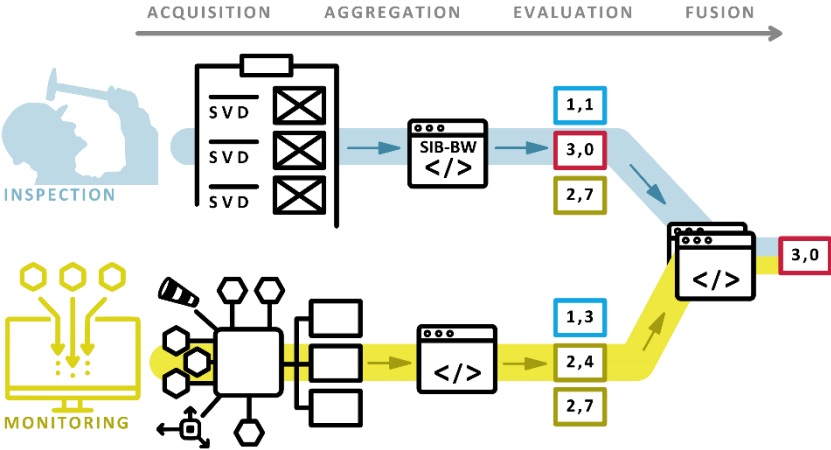 ACQUISITION AGGREGATION EVALUATION FUSION
SVD
SVD
SVD
INSPECTION
SIB-BW
</>
1,1
3,0
2,7
</>
3,0
MONITORING
</>
1,3
2,4
2,7